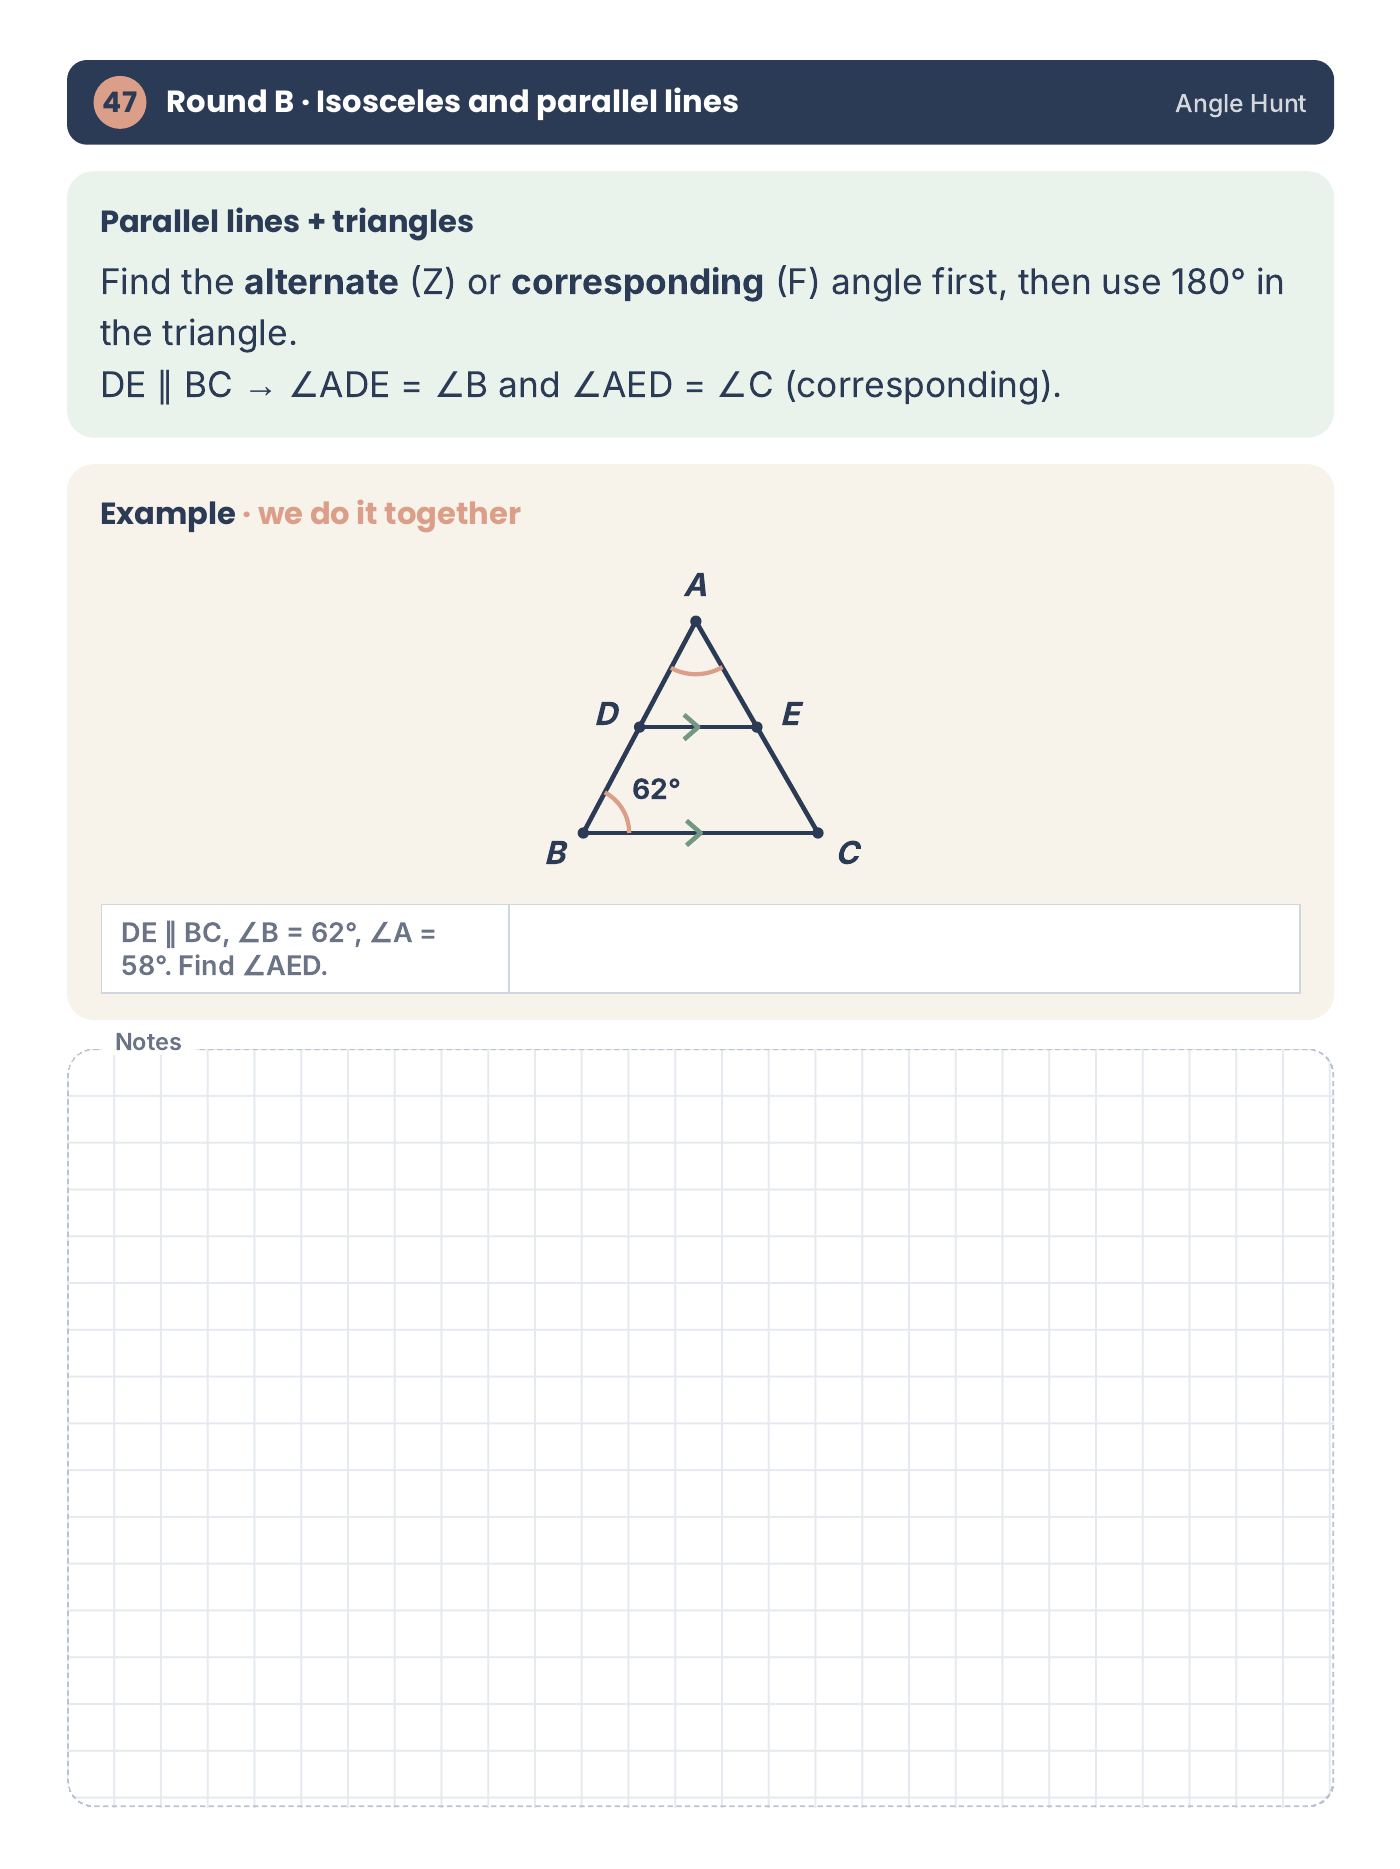 47 Round B · Isosceles and parallel lines Angle Hunt
Parallel lines + triangles
Find the alternate (Z) or corresponding (F) angle first, then use 180° in
the triangle.
DE ∥ BC → ∠ADE = ∠B and ∠AED = ∠C (corresponding).
Example · we do it together
A
D E
62°
B C
DE ∥ BC, ∠B = 62°, ∠A =
58°. Find ∠AED.
Notes